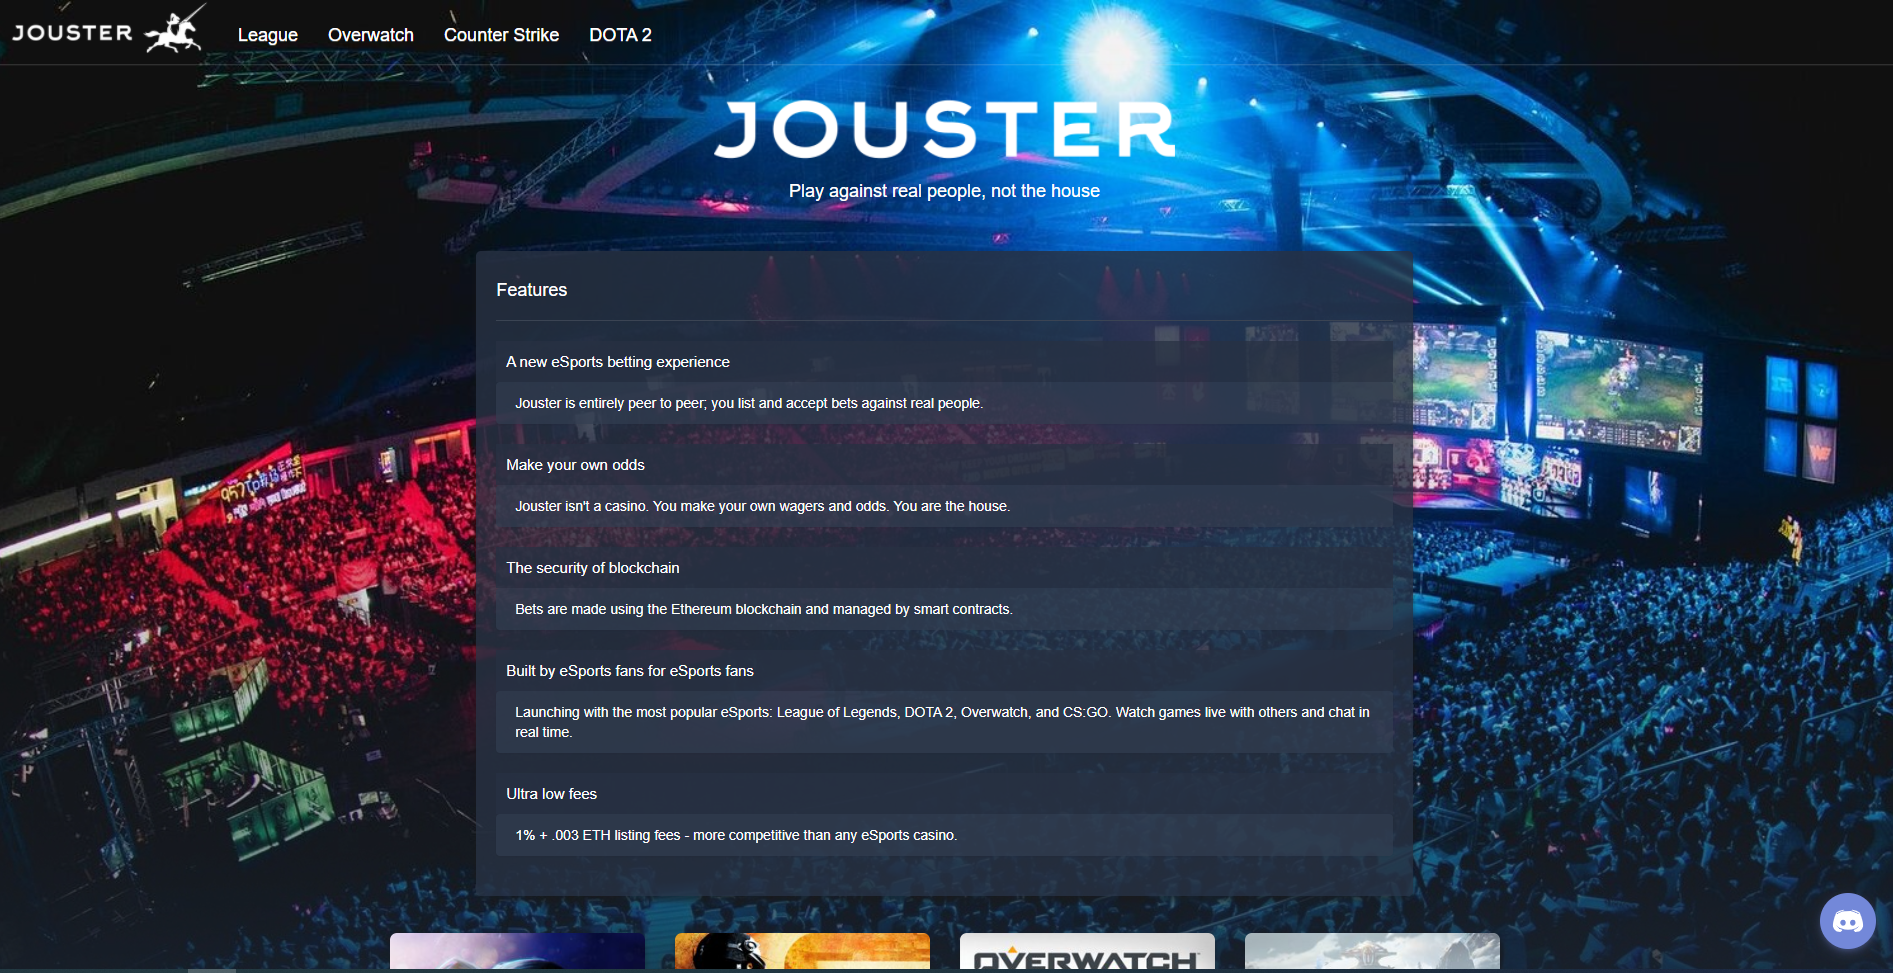 JOUSTER
League
Overwatch
Counter Strike
DOTA 2
JOUSTER
Play against real people, not the house
Features
A new eSports betting experience
Jouster is entirely peer to peer; you list and accept bets against real people.
Make your own odds
Jouster isn't a casino. You make your own wagers and odds. You are the house.
The security of blockchain
Bets are made using the Ethereum blockchain and managed by smart contracts.
Built by eSports fans for eSports fans
Launching with the most popular eSports: League of Legends, DOTA 2, Overwatch, and CS:GO. Watch games live with others and chat in
real time.
Ultra low fees
1% + .003 ETH listing fees - more competitive than any eSports casino.
OVERWATCH